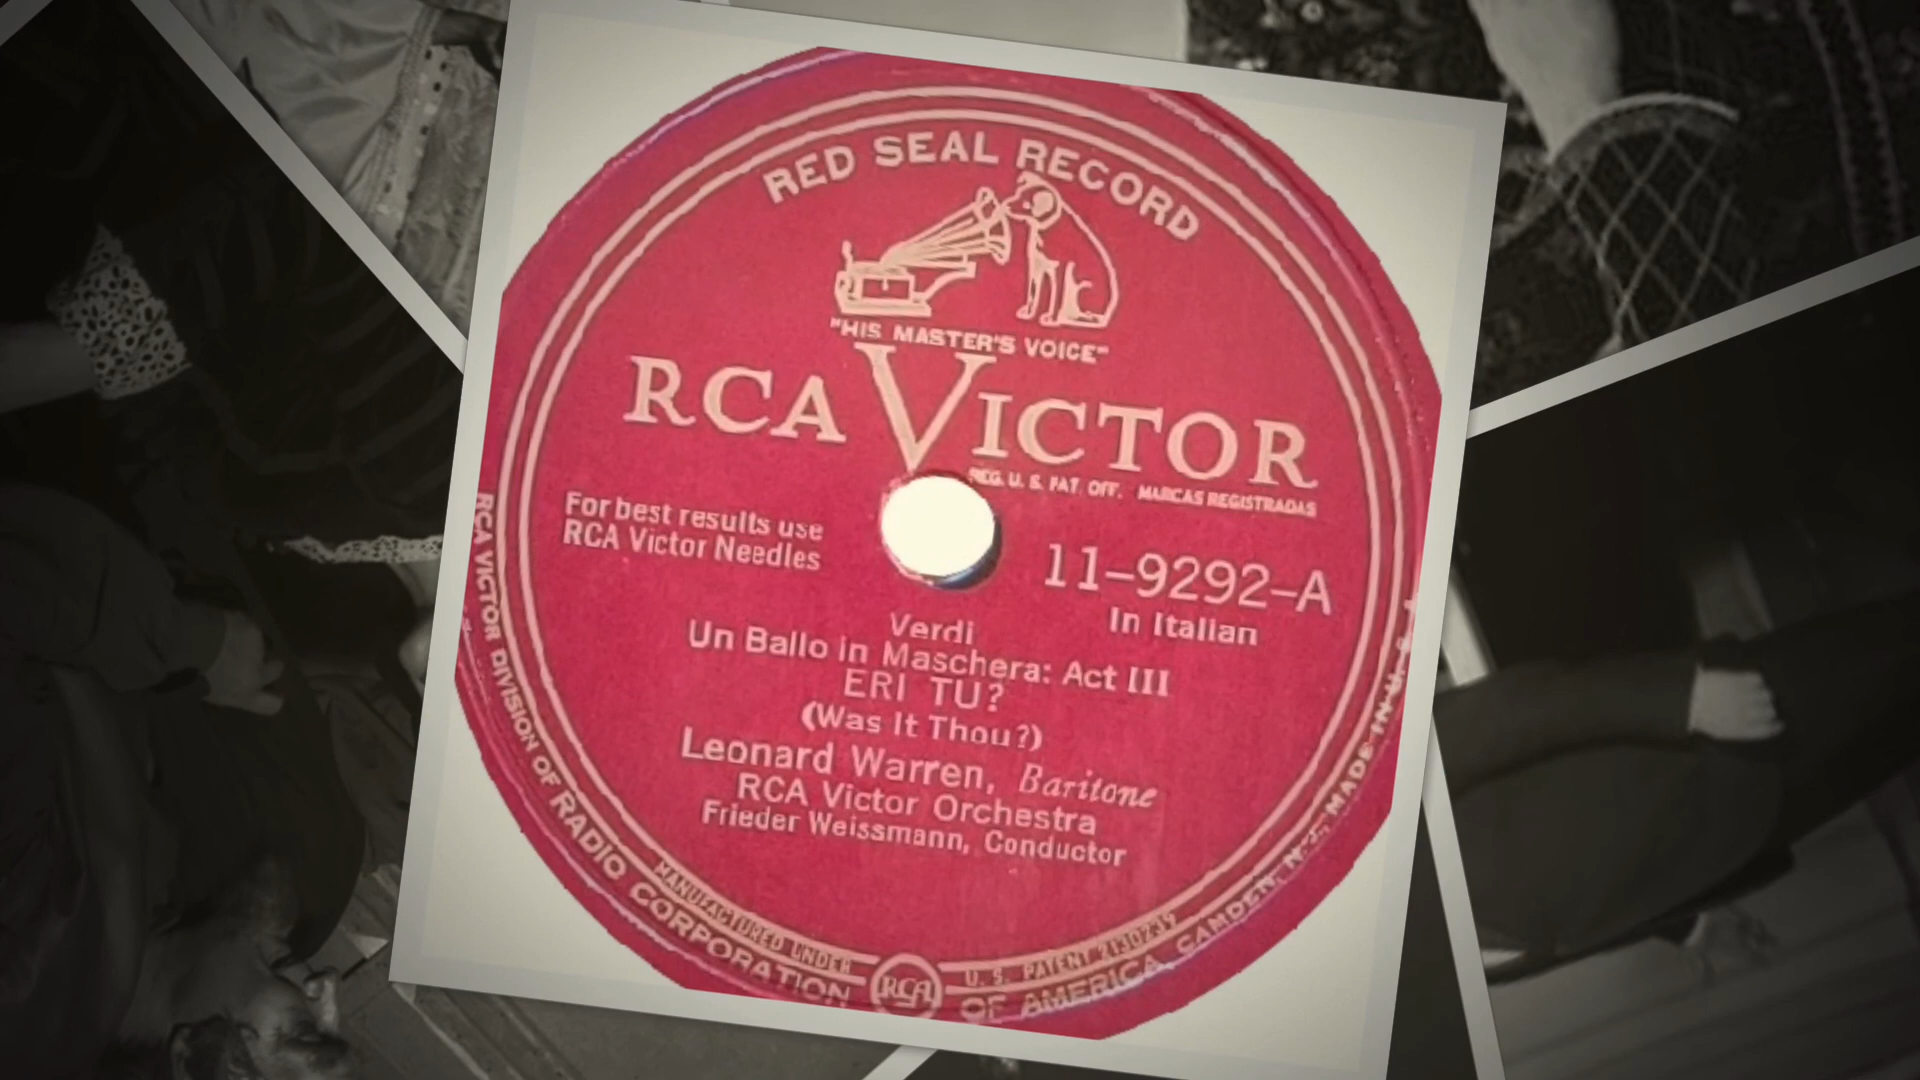 RED SEAL RECORD
"HIS MASTER'S VOICE"
RCA VICTOR
REG. U. S. PAT. OFF. MARCAS REGISTRADAS
For best results use
RCA Victor Needles
11-9292-A
In Italian
Verdi
Un Ballo in Maschera: Act III
ERI TU?
(Was It Thou?)
Leonard Warren, Baritone
RCA Victor Orchestra
Frieder Weissmann, Conductor
MANUFACTURED UNDER
RCA
U. S. PATENT 2130239
RCA VICTOR DIVISION OF RADIO CORPORATION OF AMERICA, CAMDEN, N. J., MADE IN U. S. A.